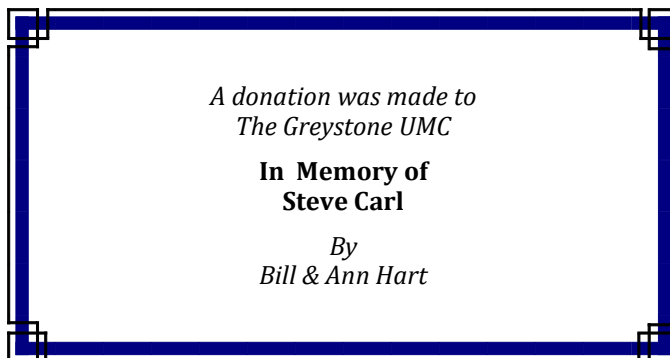 A donation was made to
The Greystone UMC
In Memory of
Steve Carl
By
Bill & Ann Hart